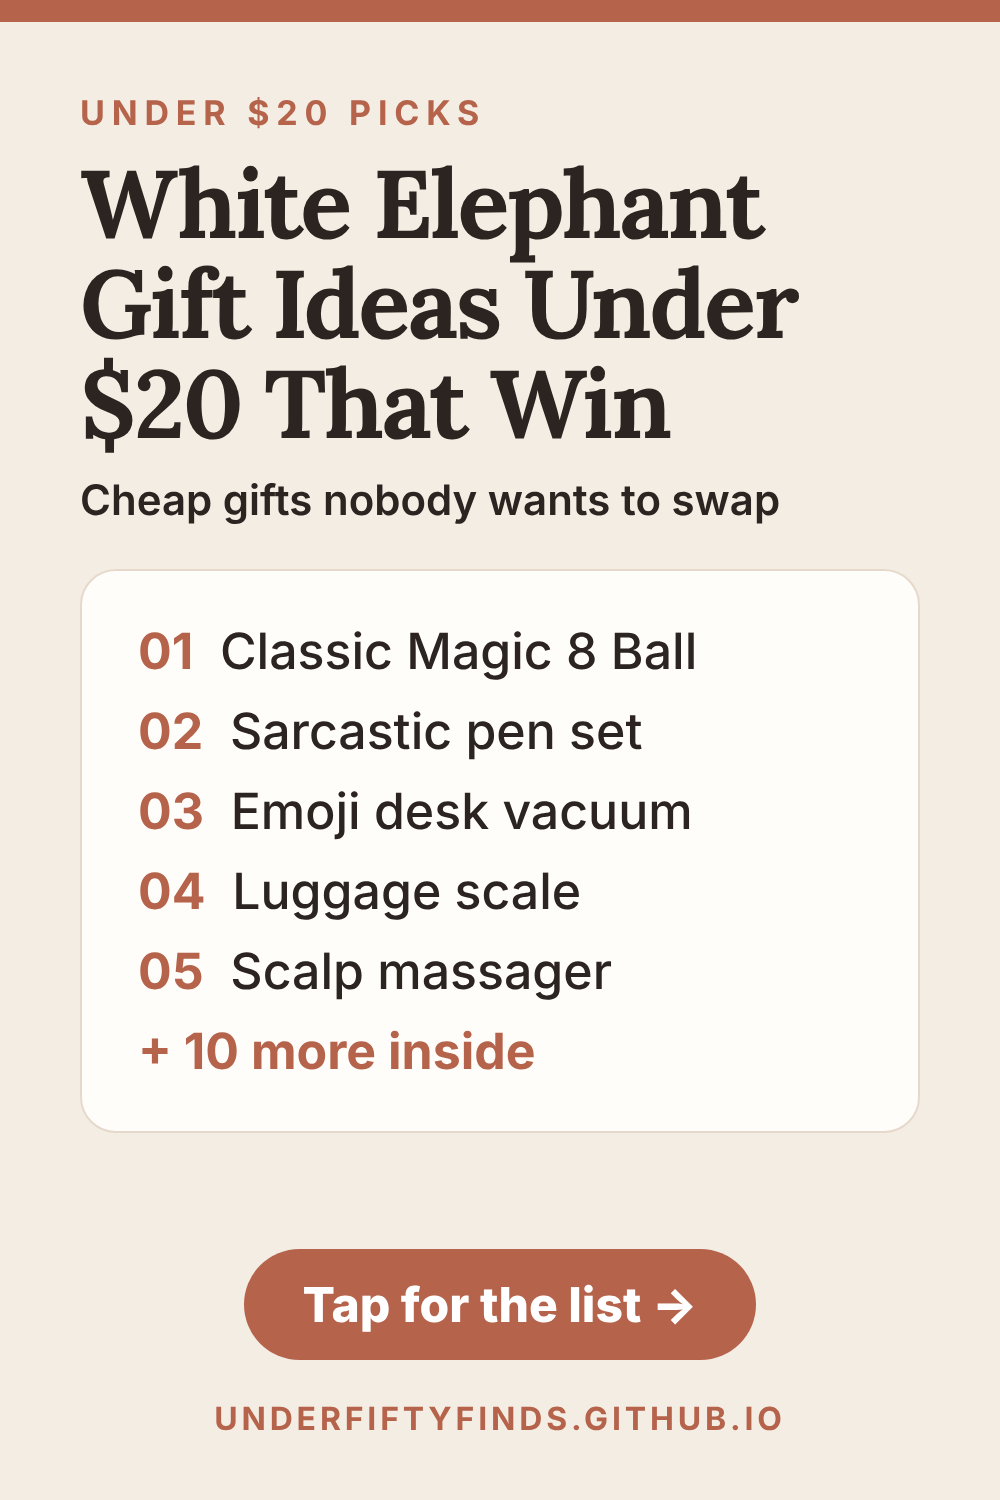 UNDER $20 PICKS
White Elephant
Gift Ideas Under
$20 That Win
Cheap gifts nobody wants to swap
01 Classic Magic 8 Ball
02 Sarcastic pen set
03 Emoji desk vacuum
04 Luggage scale
05 Scalp massager
+ 10 more inside
Tap for the list →
UNDERFIFTYFINDS.GITHUB.IO